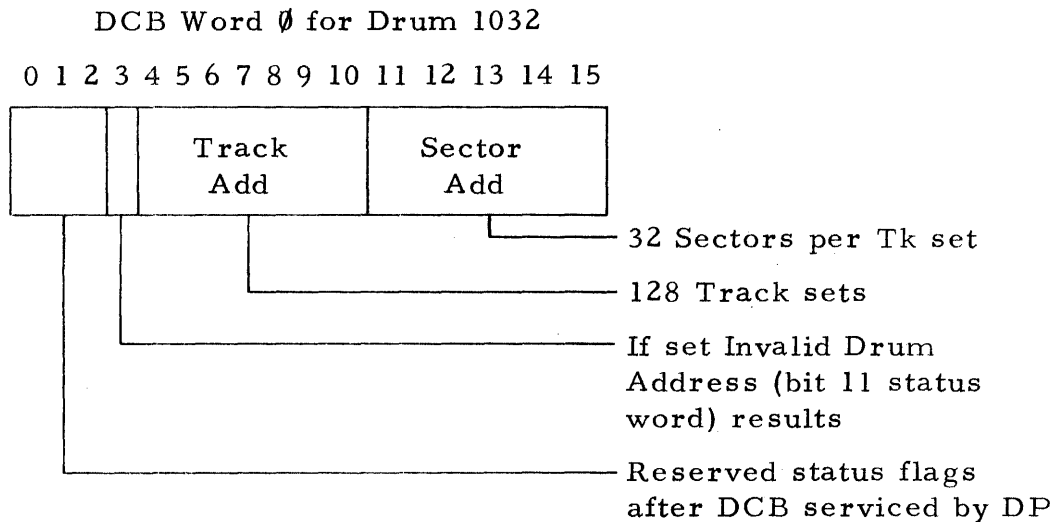 DCB Word Ø for Drum 1032
0 1 2 3 4 5 6 7 8 9 10 11 12 13 14 15
Track Add
Sector Add
32 Sectors per Tk set
128 Track sets
If set Invalid Drum
Address (bit 11 status
word) results
Reserved status flags
after DCB serviced by DP